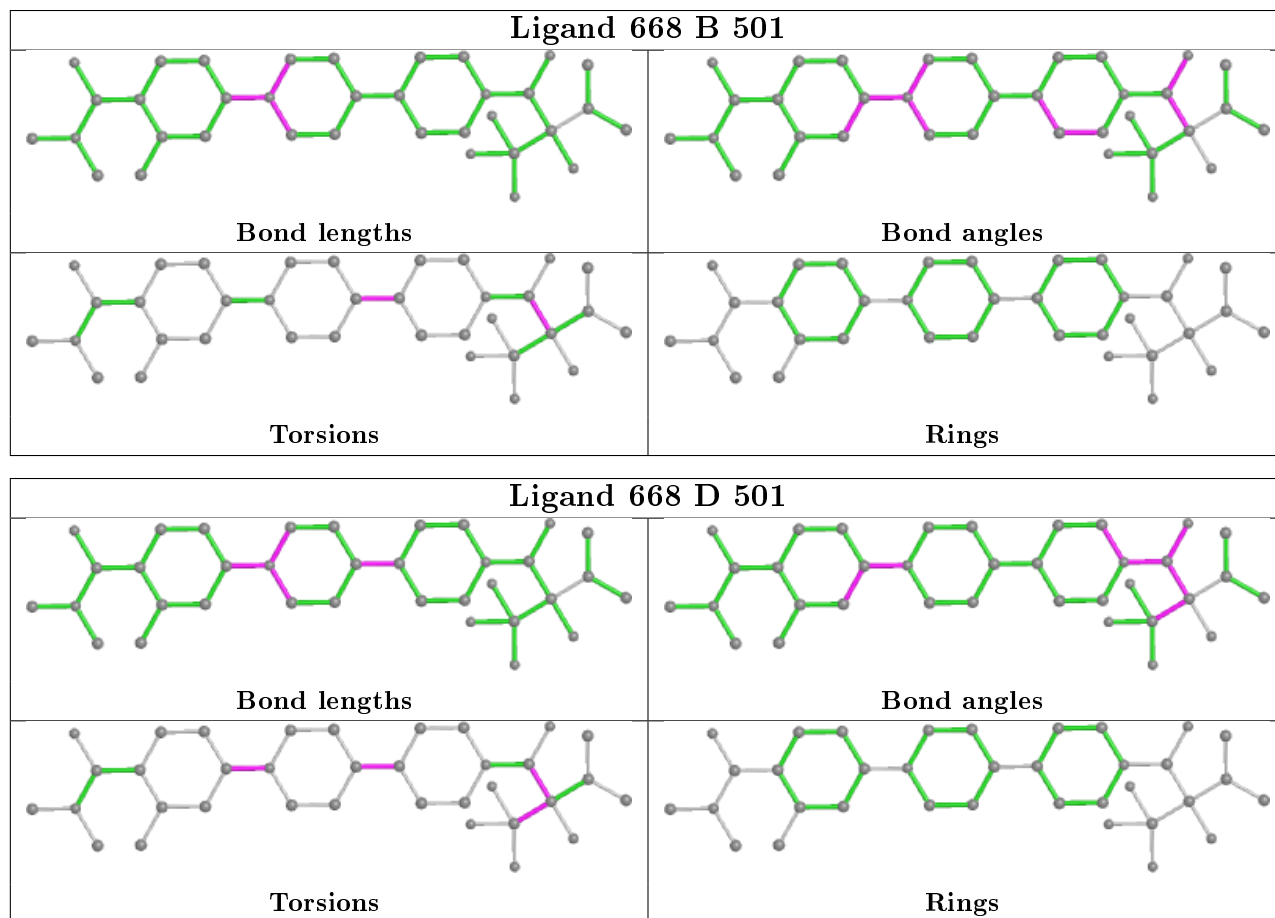 Ligand 668 B 501
Bond lengths
Bond angles
Torsions
Rings
Ligand 668 D 501
Bond lengths
Bond angles
Torsions
Rings